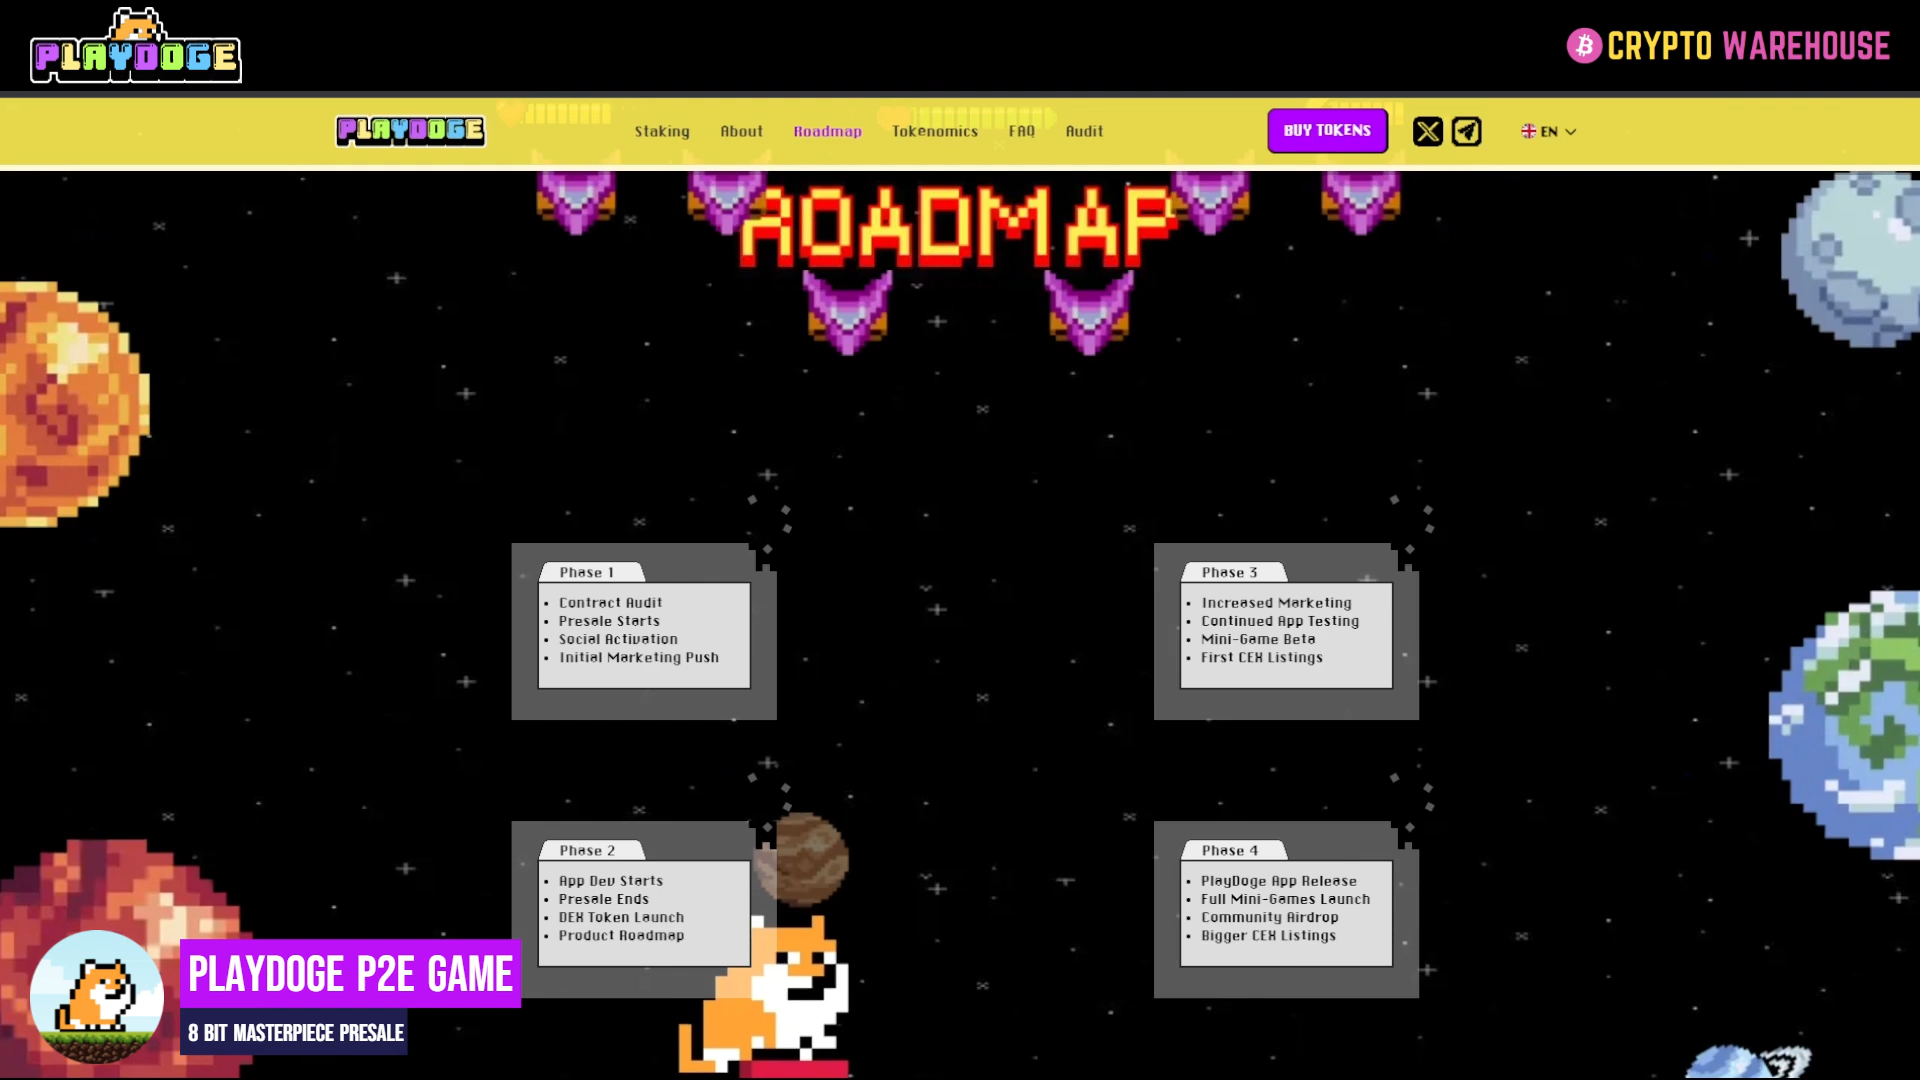 PLAYDOGE
CRYPTO WAREHOUSE
PLAYDOGE
Staking
About
Roadmap
Tokenomics
FAQ
Audit
BUY TOKENS
EN
ROADMAP
Phase 1
• Contract Audit
• Presale Starts
• Social Activation
• Initial Marketing Push
Phase 3
• Increased Marketing
• Continued App Testing
• Mini-Game Beta
• First CEX Listings
Phase 2
• App Dev Starts
• Presale Ends
• DEX Token Launch
• Product Roadmap
Phase 4
• PlayDoge App Release
• Full Mini-Games Launch
• Community Airdrop
• Bigger CEX Listings
PLAYDOGE P2E GAME
8 BIT MASTERPIECE PRESALE